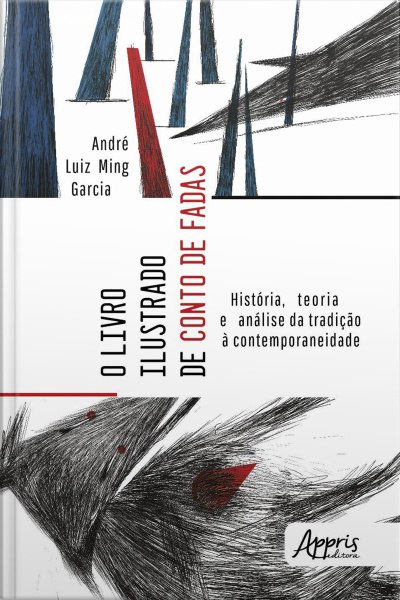 André
Luiz Ming
Garcia
O LIVRO
ILUSTRADO
DE CONTO DE FADAS
História, teoria
e análise da tradição
à contemporaneidade
Appris
editora